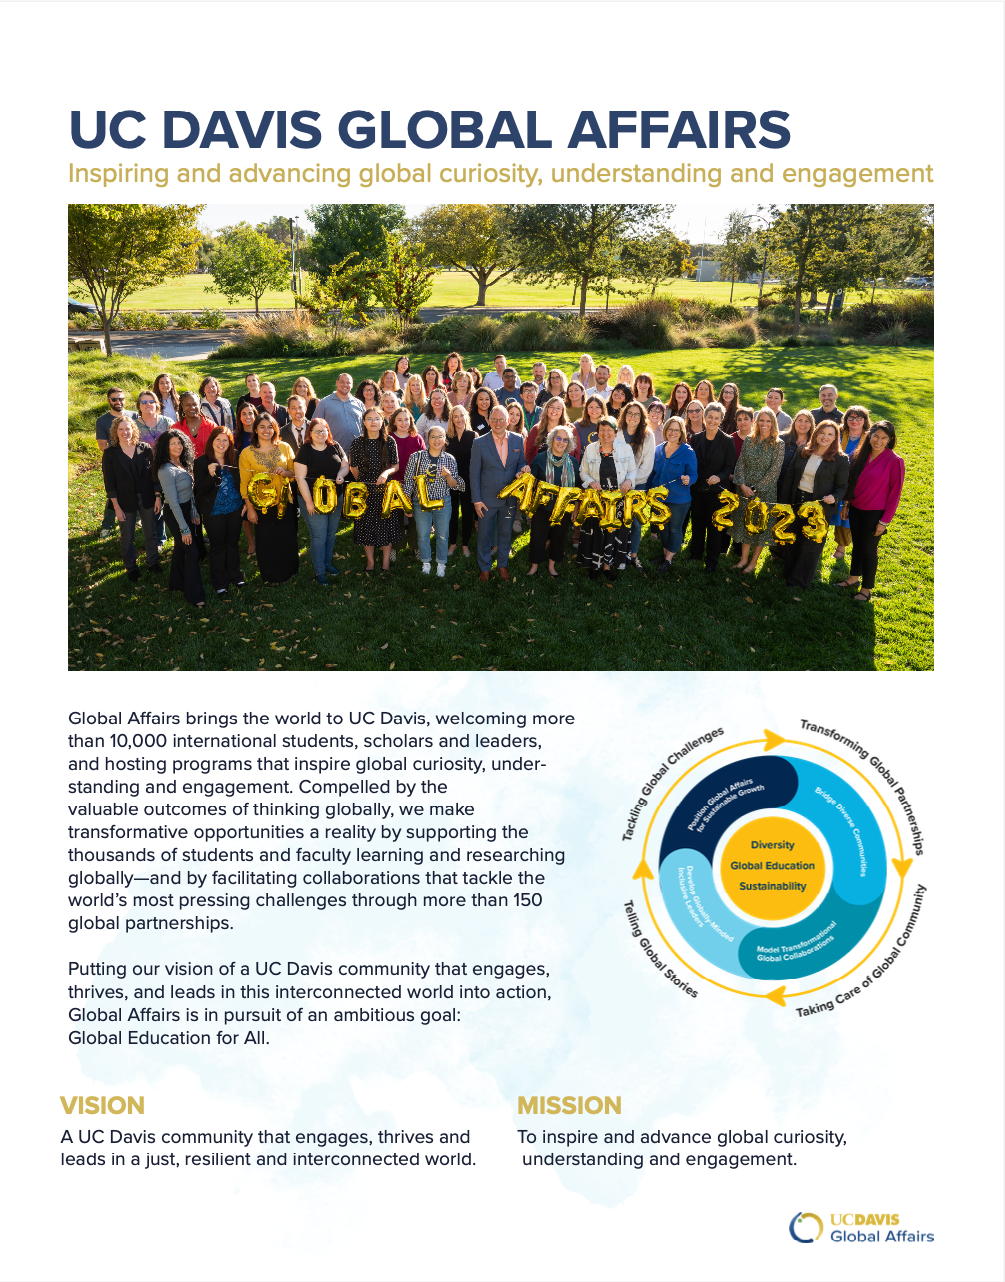 UC DAVIS GLOBAL AFFAIRS
Inspiring and advancing global curiosity, understanding and engagement
GLOBAL AFFAIRS 2023
Global Affairs brings the world to UC Davis, welcoming more
than 10,000 international students, scholars and leaders,
and hosting programs that inspire global curiosity, under-
standing and engagement. Compelled by the
valuable outcomes of thinking globally, we make
transformative opportunities a reality by supporting the
thousands of students and faculty learning and researching
globally—and by facilitating collaborations that tackle the
world's most pressing challenges through more than 150
global partnerships.
Putting our vision of a UC Davis community that engages,
thrives, and leads in this interconnected world into action,
Global Affairs is in pursuit of an ambitious goal:
Global Education for All.
Tackling Global Challenges
Transforming Global Partnerships
Taking Care of Global Community
Telling Global Stories
Position Global Affairs
for Sustainable Growth
Bridge Diverse Communities
Model Transformational
Global Collaborations
Develop Globally-Minded
Inclusive Leaders
Diversity
Global Education
Sustainability
VISION
A UC Davis community that engages, thrives and
leads in a just, resilient and interconnected world.
MISSION
To inspire and advance global curiosity,
understanding and engagement.
UCDAVIS
Global Affairs